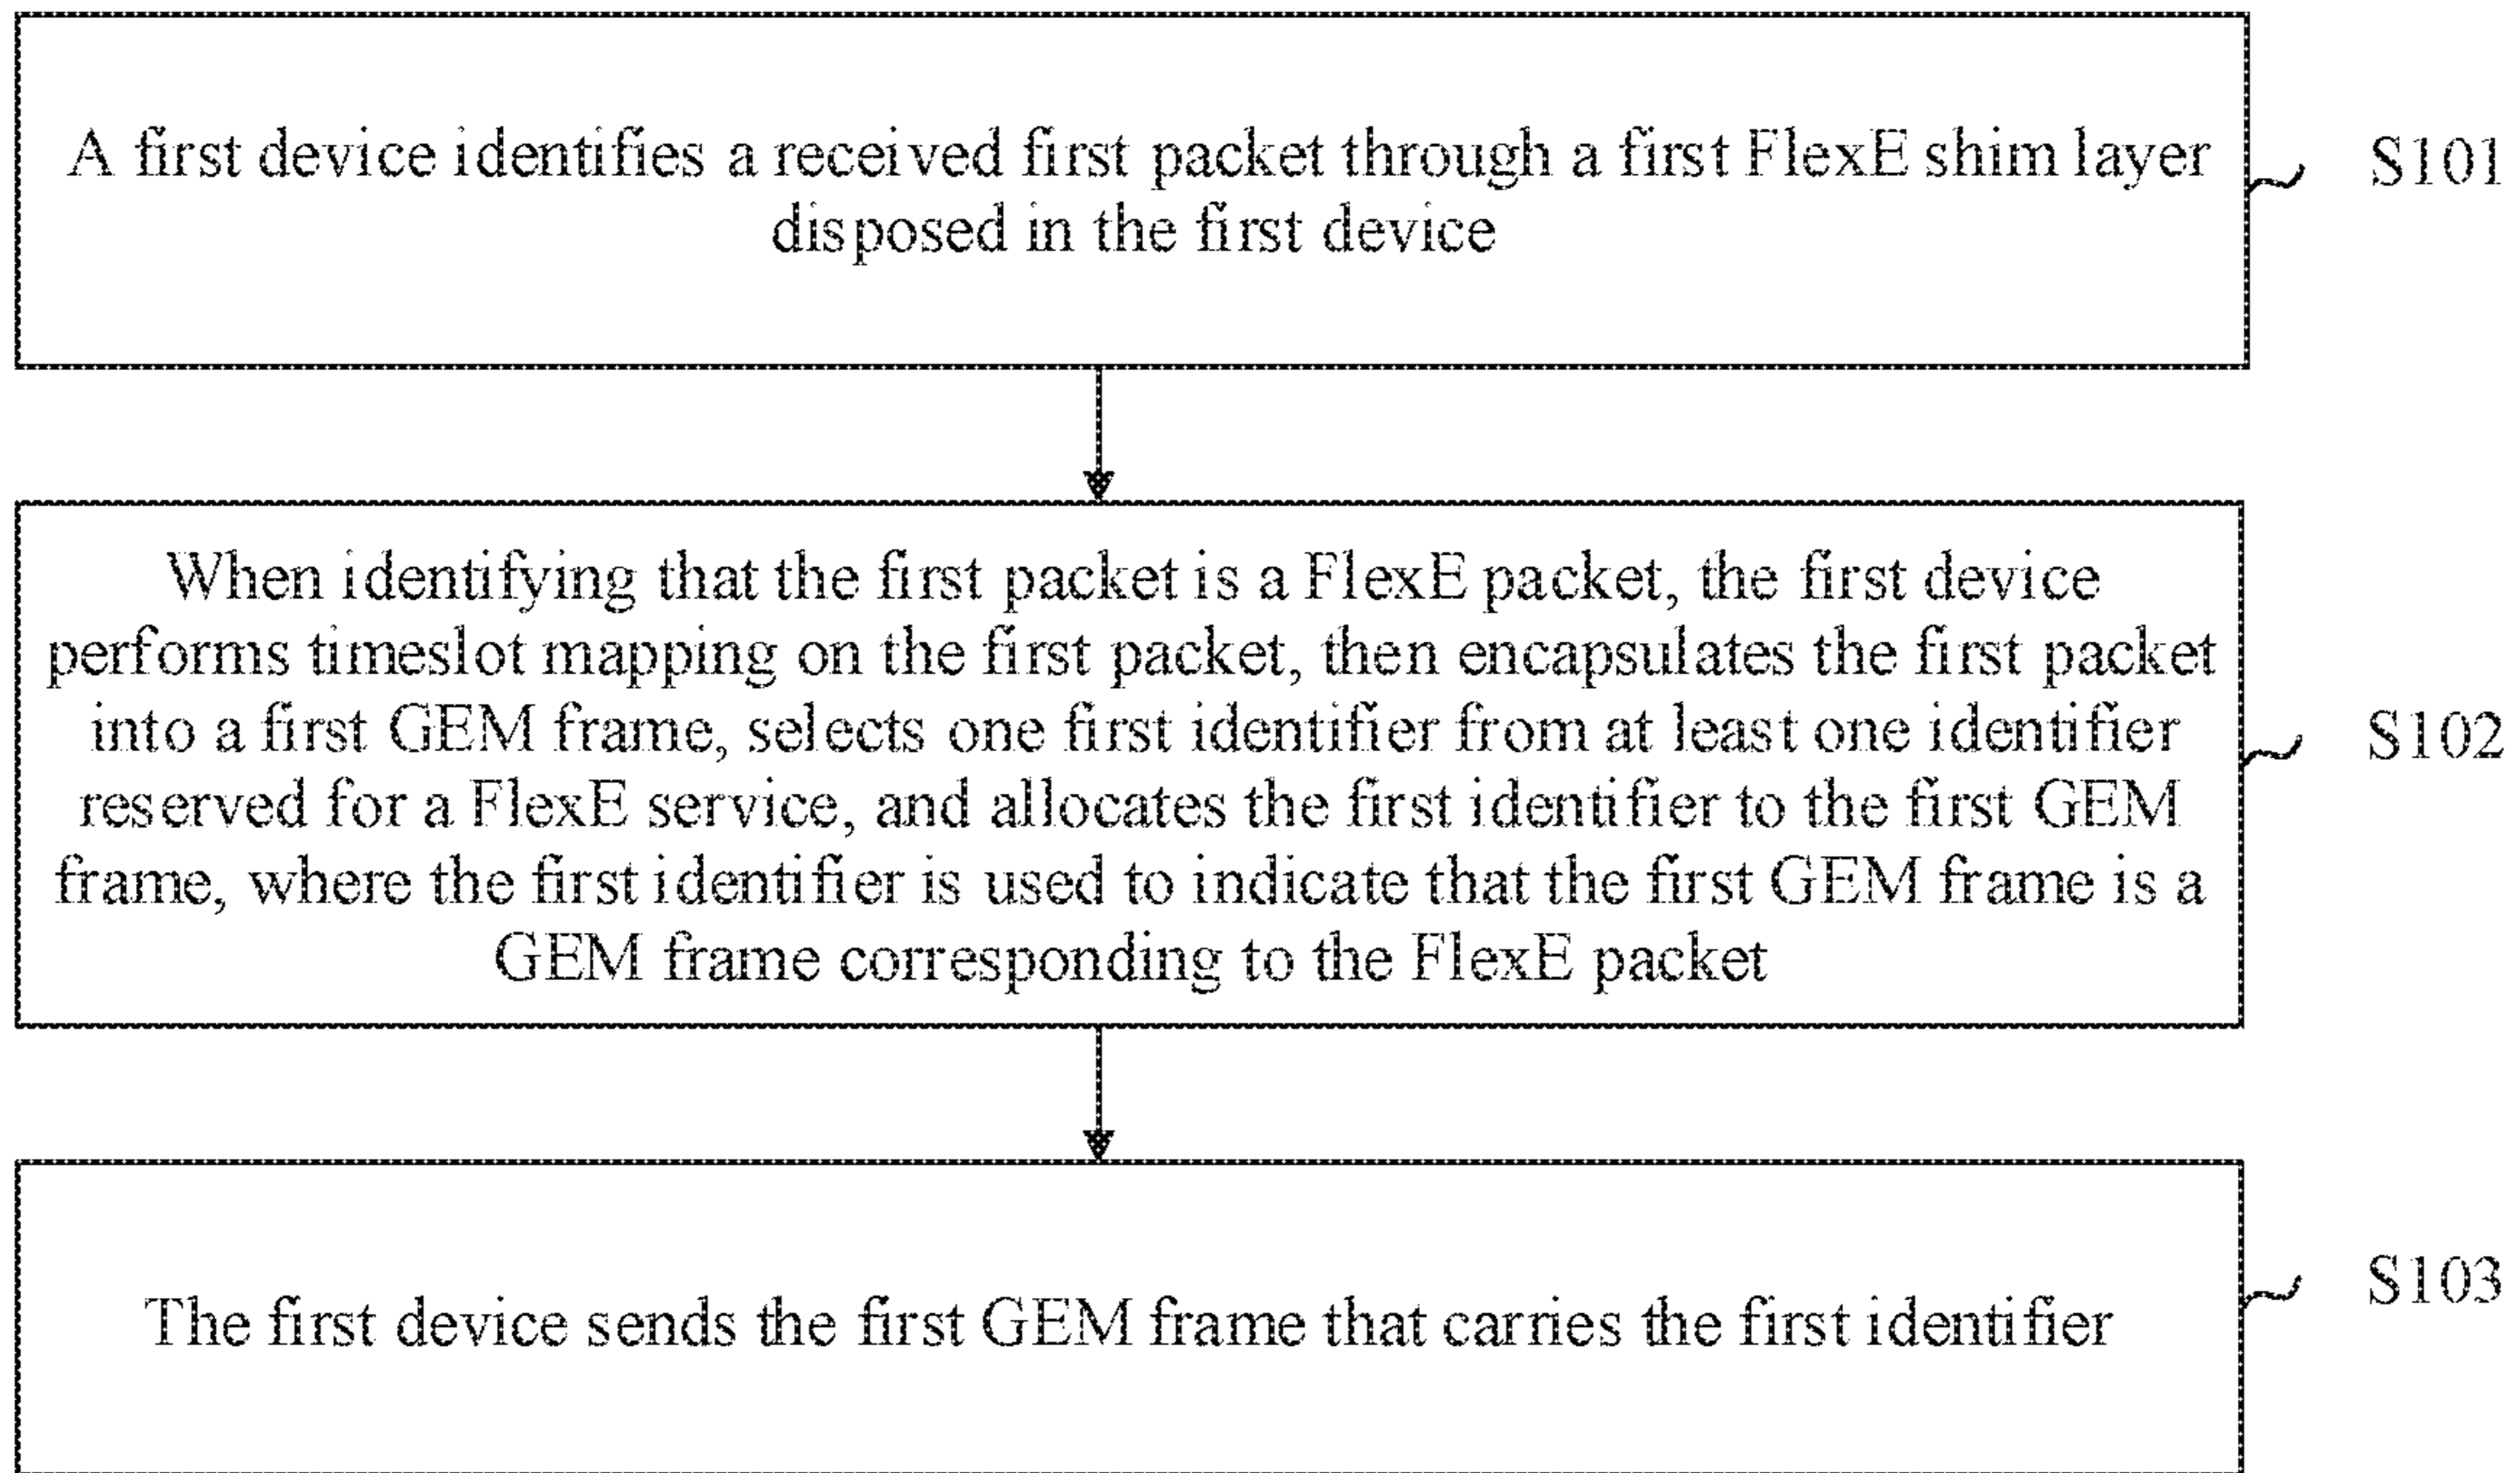 A first device identifies a received first packet through a first FlexE shim layer
disposed in the first device
S101
When identifying that the first packet is a FlexE packet, the first device
performs timeslot mapping on the first packet, then encapsulates the first packet
into a first GEM frame, selects one first identifier from at least one identifier
reserved for a FlexE service, and allocates the first identifier to the first GEM
frame, where the first identifier is used to indicate that the first GEM frame is a
GEM frame corresponding to the FlexE packet
S102
The first device sends the first GEM frame that carries the first identifier
S103